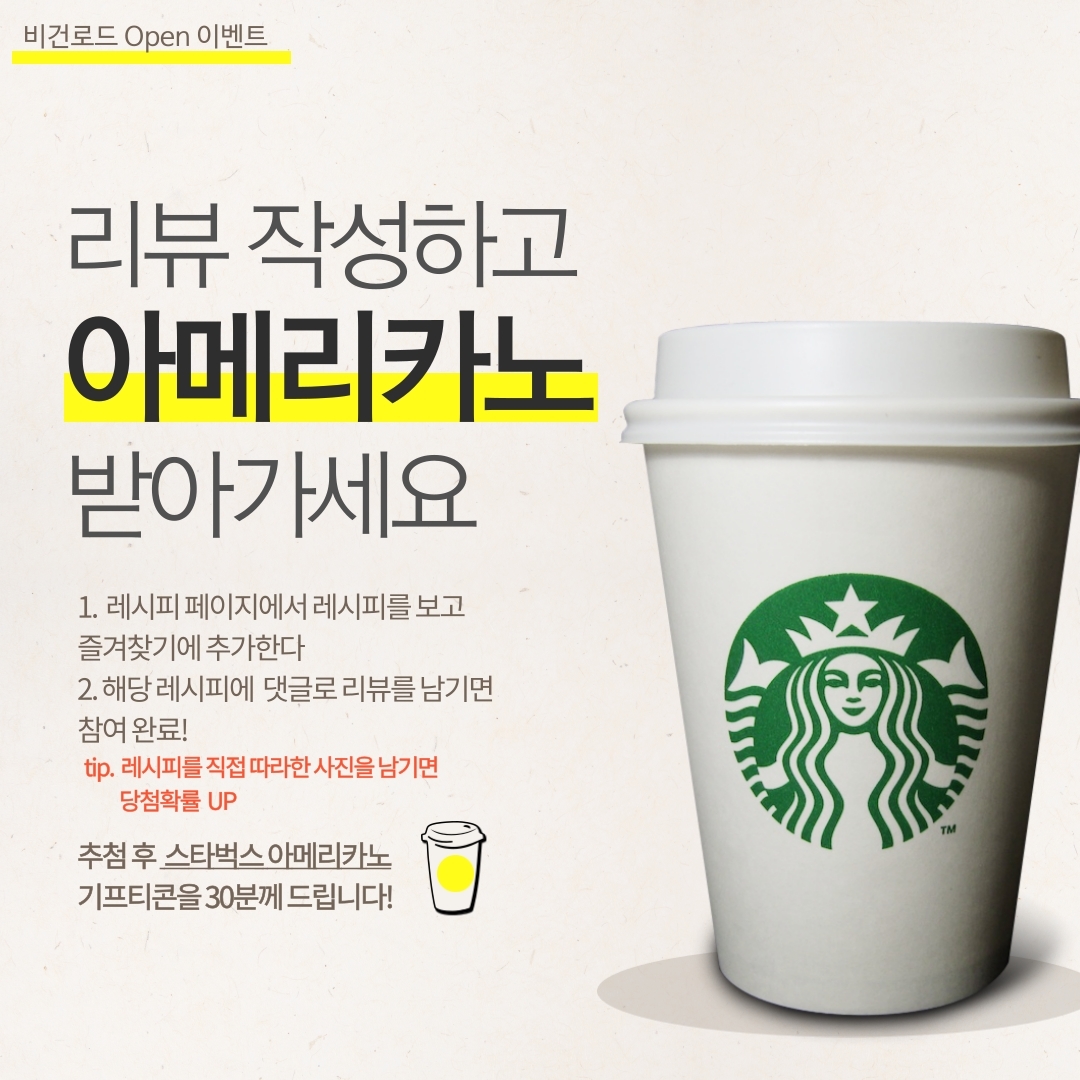 비건로드 Open 이벤트
리뷰 작성하고
아메리카노
받아가세요
1. 레시피 페이지에서 레시피를 보고
즐겨찾기에 추가한다
2. 해당 레시피에 댓글로 리뷰를 남기면
참여 완료!
tip. 레시피를 직접 따라한 사진을 남기면
당첨확률 UP
추첨 후 스타벅스 아메리카노
기프티콘을 30분께 드립니다!
TM